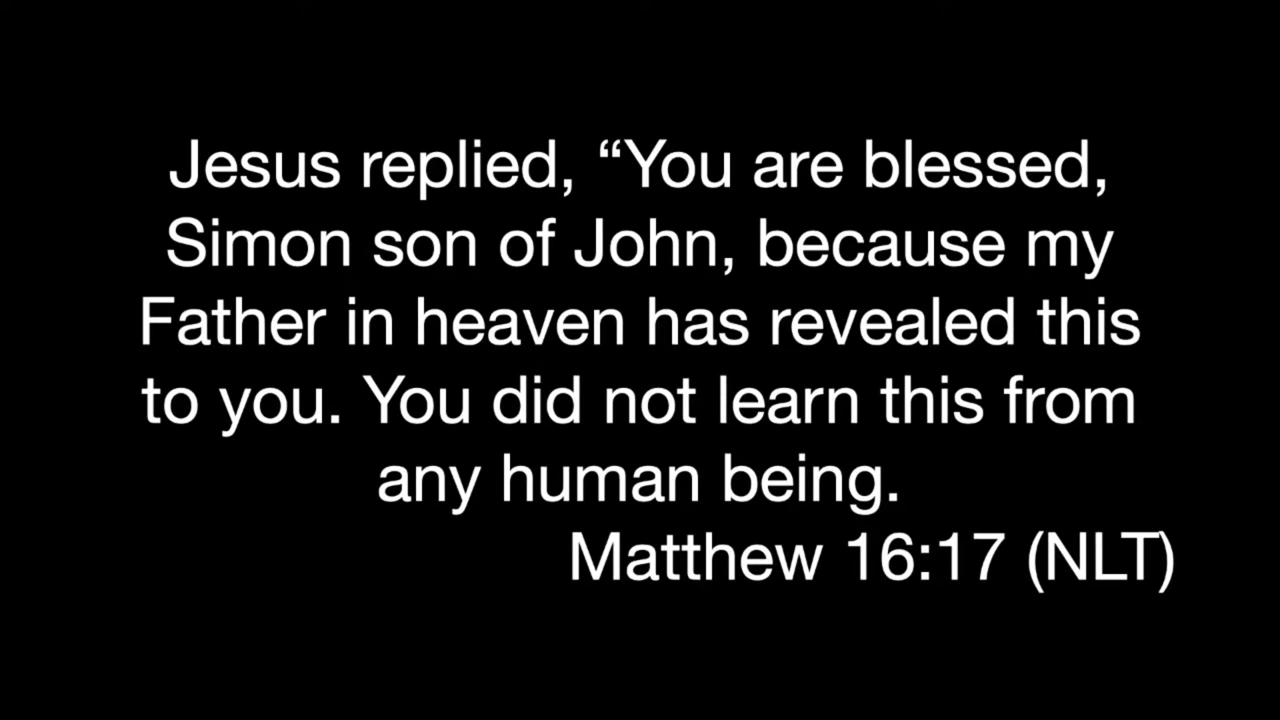 Jesus replied, “You are blessed,
Simon son of John, because my
Father in heaven has revealed this
to you. You did not learn this from
any human being.
Matthew 16:17 (NLT)